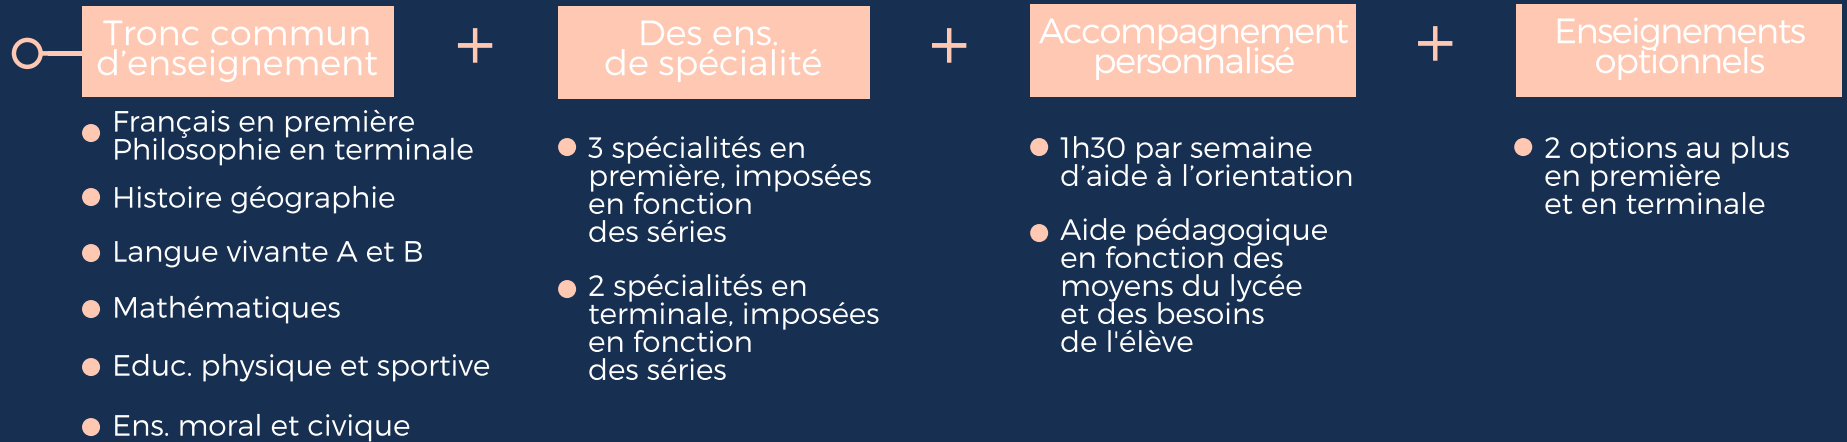 Tronc commun
d’enseignement
+
Des ens.
de spécialité
+
Accompagnement
personnalisé
+
Enseignements
optionnels
Français en première
Philosophie en terminale
Histoire géographie
Langue vivante A et B
Mathématiques
Educ. physique et sportive
Ens. moral et civique
3 spécialités en
première, imposées
en fonction
des séries
2 spécialités en
terminale, imposées
en fonction
des séries
1h30 par semaine
d’aide à l’orientation
Aide pédagogique
en fonction des
moyens du lycée
et des besoins
de l'élève
2 options au plus
en première
et en terminale